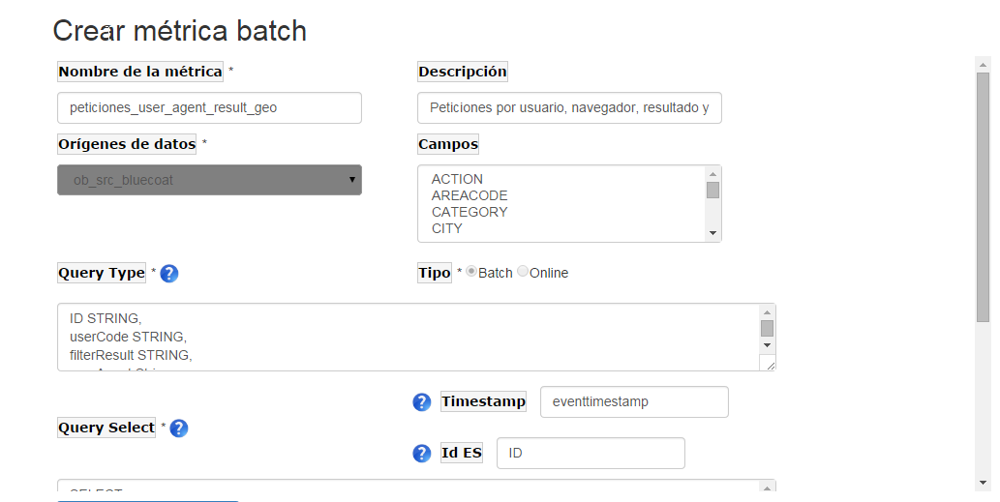 Crear métrica batch
Nombre de la métrica *
Descripción
peticiones_user_agent_result_geo
Peticiones por usuario, navegador, resultado y
Orígenes de datos *
Campos
ob_src_bluecoat
ACTION
AREACODE
CATEGORY
CITY
Query Type * ?
Tipo * Batch Online
ID STRING,
userCode STRING,
filterResult STRING,
? Timestamp eventtimestamp
Query Select * ?
? Id ES ID
SELECT